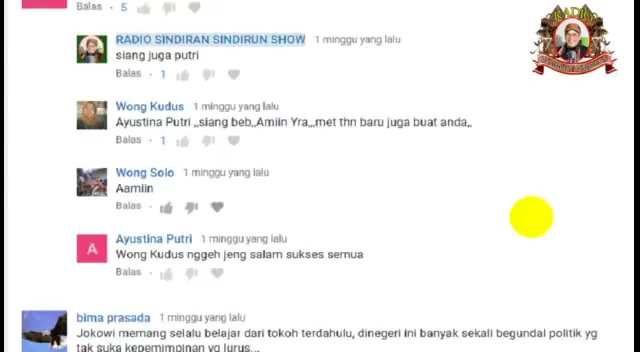 Balas · 5
RADIO SINDIRAN SINDIRUN SHOW 1 minggu yang lalu
siang juga putri
Balas · 1
Wong Kudus 1 minggu yang lalu
Ayustina Putri ,,siang beb,,Amiin Yra,,,met thn baru juga buat anda,,
Balas · 1
Wong Solo 1 minggu yang lalu
Aamiin
Balas ·
A
Ayustina Putri 1 minggu yang lalu
Wong Kudus nggeh jeng salam sukses semua
Balas ·
bima prasada 1 minggu yang lalu
Jokowi memang selalu belajar dari tokoh terdahulu, dinegeri ini banyak sekali begundal politik yg
tak suka kepemimpinan yg lurus...
RADIO